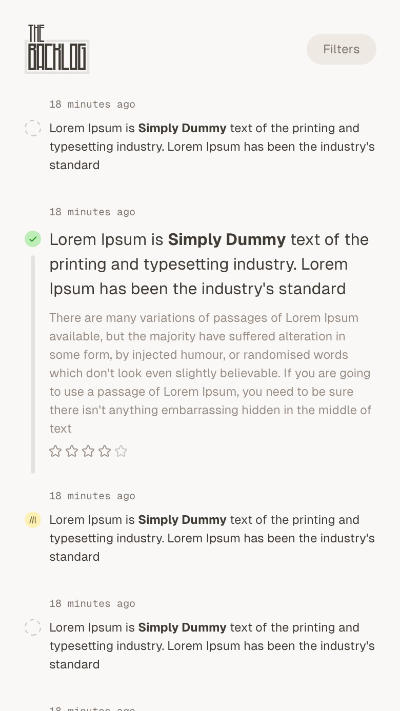 THE
BACKLOG
Filters
18 minutes ago
Lorem Ipsum is Simply Dummy text of the printing and
typesetting industry. Lorem Ipsum has been the industry's
standard
18 minutes ago
Lorem Ipsum is Simply Dummy text of the
printing and typesetting industry. Lorem
Ipsum has been the industry's standard
There are many variations of passages of Lorem Ipsum
available, but the majority have suffered alteration in
some form, by injected humour, or randomised words
which don't look even slightly believable. If you are going
to use a passage of Lorem Ipsum, you need to be sure
there isn't anything embarrassing hidden in the middle of
text
18 minutes ago
Lorem Ipsum is Simply Dummy text of the printing and
typesetting industry. Lorem Ipsum has been the industry's
standard
18 minutes ago
Lorem Ipsum is Simply Dummy text of the printing and
typesetting industry. Lorem Ipsum has been the industry's
standard
18 minutes ago